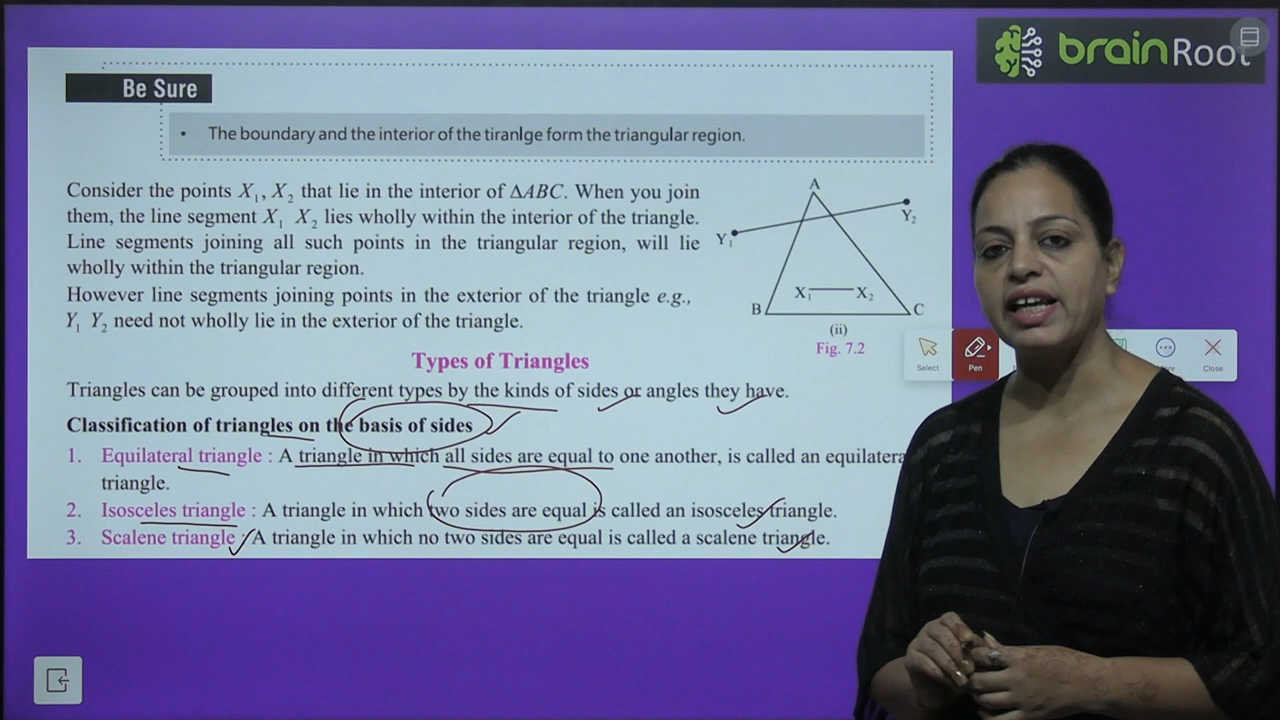 brainRoot
Be Sure
• The boundary and the interior of the tiranlge form the triangular region.
Consider the points X₁, X₂ that lie in the interior of ΔABC. When you join
them, the line segment X₁ X₂ lies wholly within the interior of the triangle.
Line segments joining all such points in the triangular region, will lie
wholly within the triangular region.
However line segments joining points in the exterior of the triangle e.g.,
Y₁ Y₂ need not wholly lie in the exterior of the triangle.
A
Y₂
Y₁
X₁ X₂
B C
(ii)
Fig. 7.2
Select Pen Close
Types of Triangles
Triangles can be grouped into different types by the kinds of sides or angles they have.
Classification of triangles on the basis of sides
1. Equilateral triangle : A triangle in which all sides are equal to one another, is called an equilatera
triangle.
2. Isosceles triangle : A triangle in which two sides are equal is called an isosceles triangle.
3. Scalene triangle : A triangle in which no two sides are equal is called a scalene triangle.